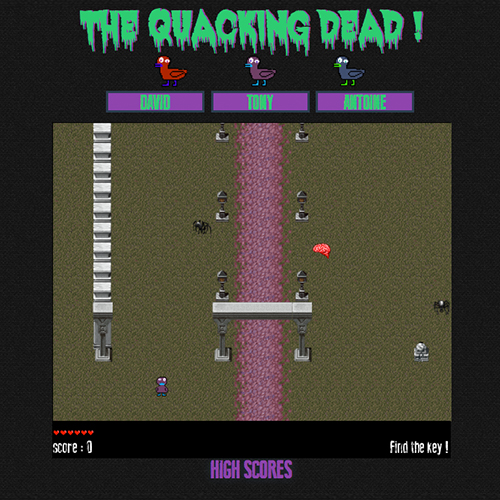 THE QUACKING DEAD !
DAVID TONY ANTOINE
score : 0 Find the key !
HIGH SCORES